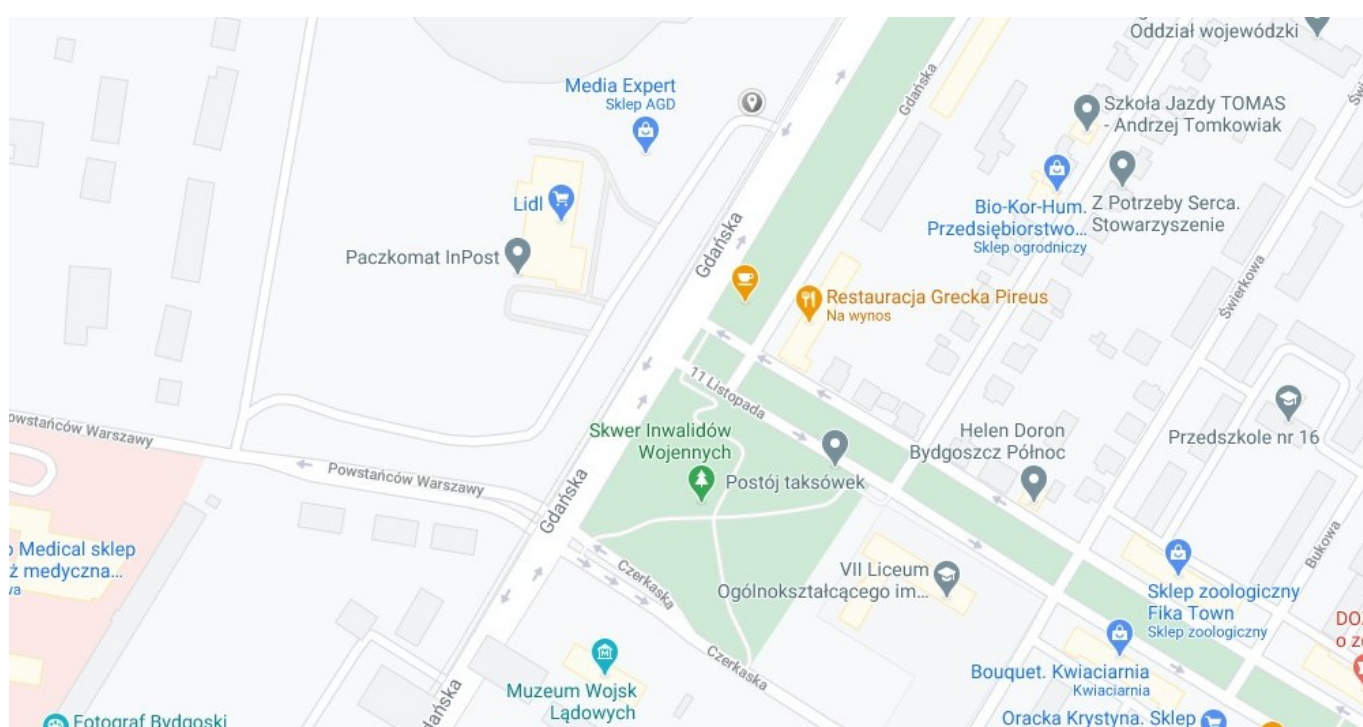 Oddział wojewódzki
Media Expert
Sklep AGD
Gdańska
Szkoła Jazdy TOMAS
- Andrzej Tomkowiak
Lidl
Paczkomat InPost
Gdańska
Bio-Kor-Hum.
Przedsiębiorstwo...
Sklep ogrodniczy
Z Potrzeby Serca.
Stowarzyszenie
Świerkowa
Restauracja Grecka Pireus
Na wynos
11 Listopada
Powstańców Warszawy
Skwer Inwalidów
Wojennych
Helen Doron
Bydgoszcz Północ
Przedszkole nr 16
Powstańców Warszawy
Postój taksówek
Gdańska
Bukowa
o Medical sklep
ż medyczna...
wa
Czerkaska
VII Liceum
Ogólnokształcącego im...
Sklep zoologiczny
Fika Town
Sklep zoologiczny
DO
o z
Czerkaska
Bouquet. Kwiaciarnia
Kwiaciarnia
Muzeum Wojsk
Lądowych
dańska
Fotograf Bydgoski
Oracka Krystyna. Sklep